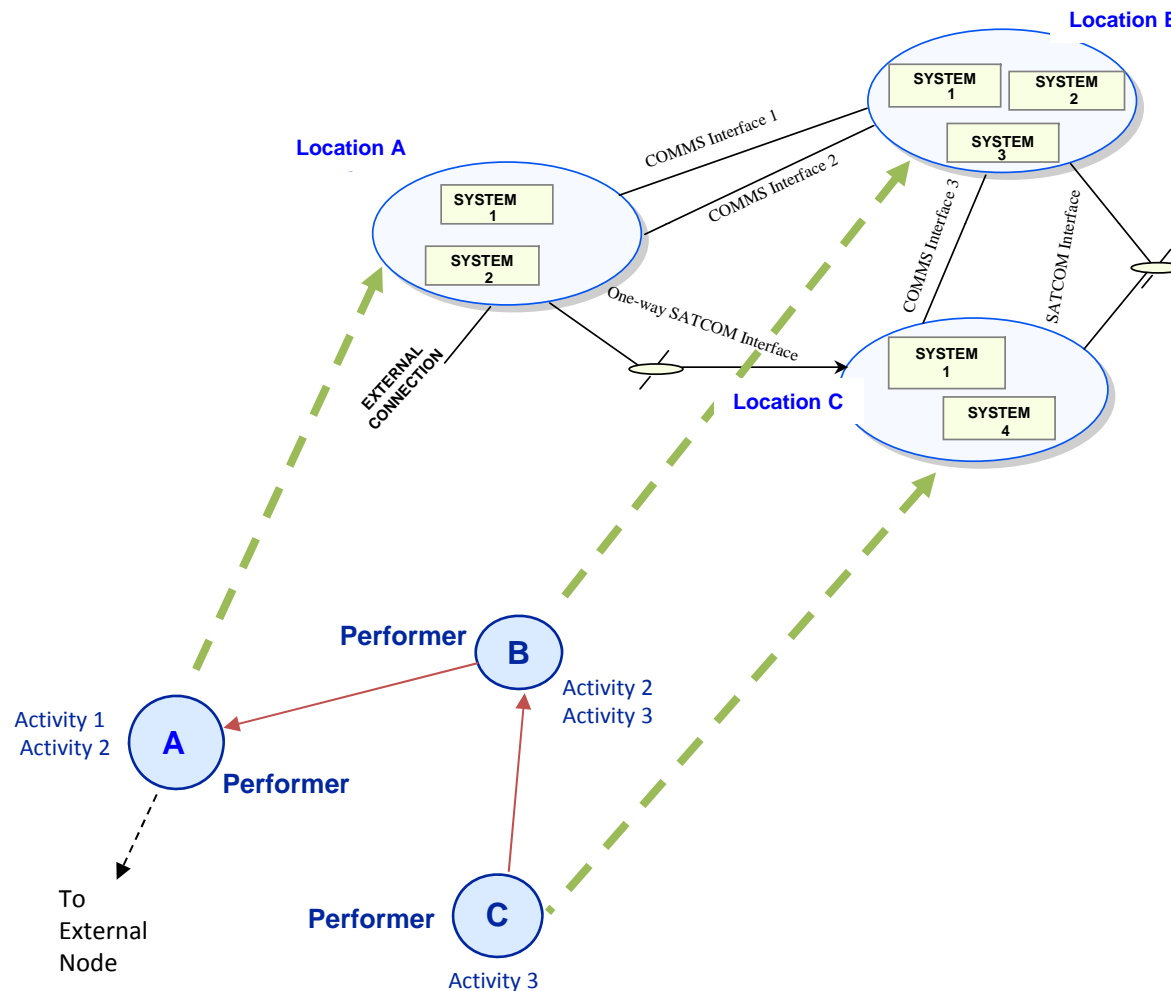 Location B
SYSTEM
1
SYSTEM
2
SYSTEM
3
COMMS Interface 1
COMMS Interface 2
Location A
SYSTEM
1
SYSTEM
2
COMMS Interface 3
SATCOM Interface
One-way SATCOM Interface
EXTERNAL
CONNECTION
SYSTEM
1
Location C
SYSTEM
4
Performer
B
Activity 2
Activity 3
Activity 1
Activity 2
A
Performer
To
External
Node
Performer
C
Activity 3